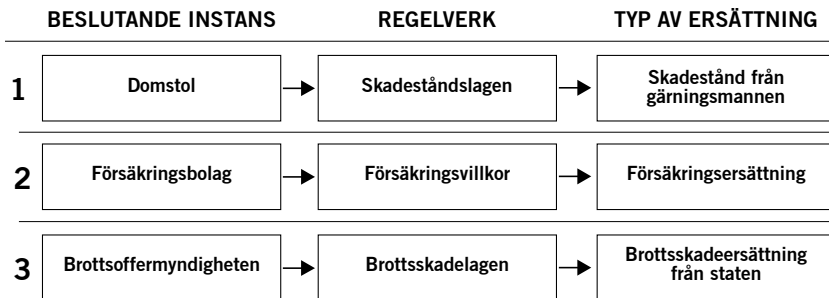 BESLUTANDE INSTANS REGELVERK TYP AV ERSÄTTNING
1 Domstol Skadeståndslagen Skadestånd från
gärningsmannen
2 Försäkringsbolag Försäkringsvillkor Försäkringsersättning
3 Brottsoffermyndigheten Brottsskadelagen Brottsskadeersättning
från staten